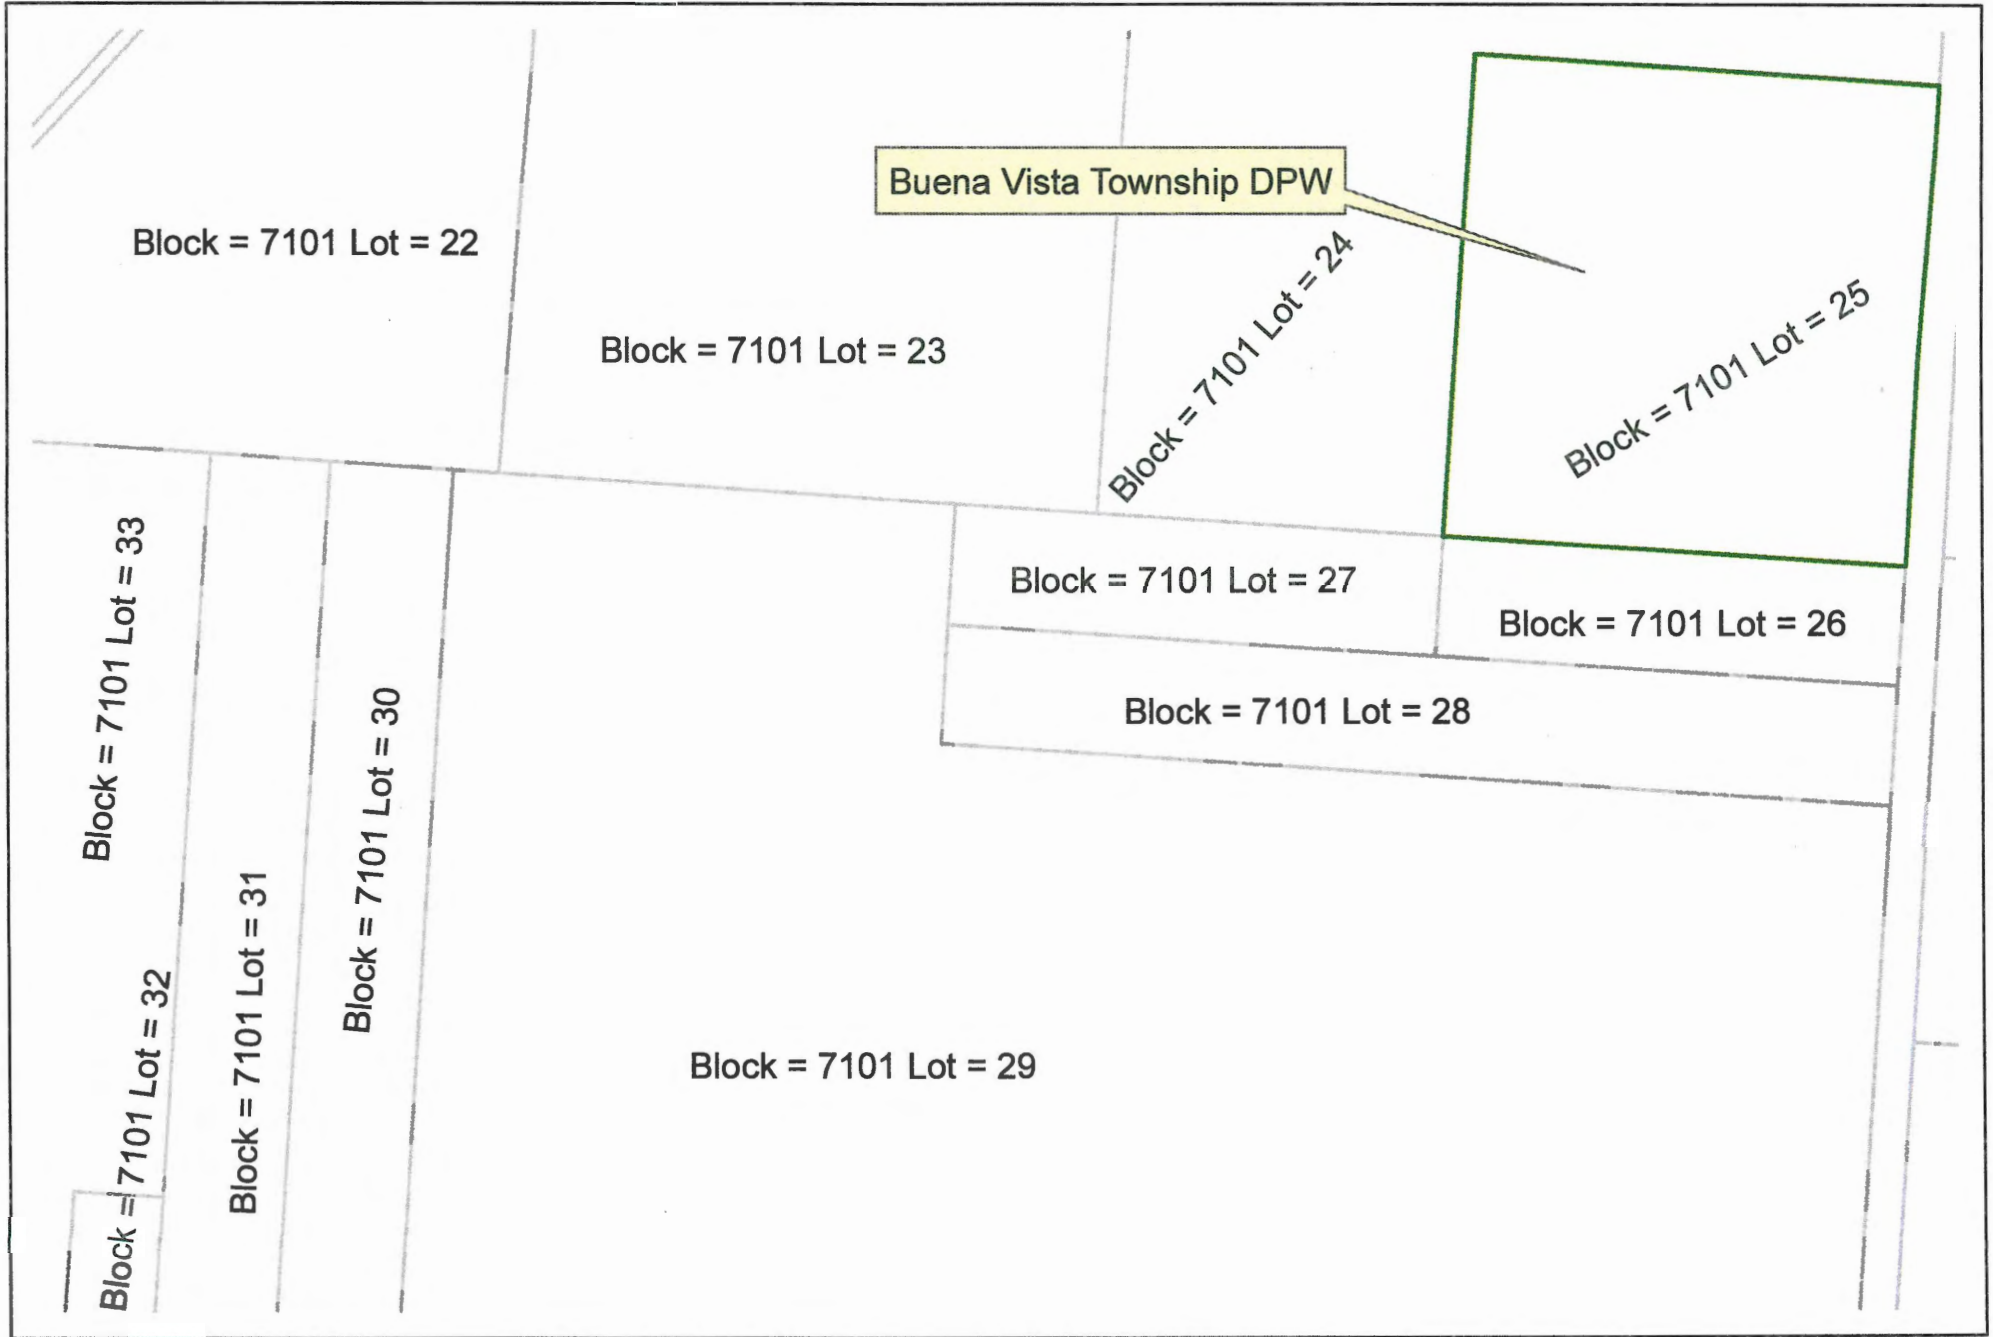 Buena Vista Township DPW
Block = 7101 Lot = 22
Block = 7101 Lot = 23
Block = 7101 Lot = 24
Block = 7101 Lot = 25
Block = 7101 Lot = 27
Block = 7101 Lot = 26
Block = 7101 Lot = 28
Block = 7101 Lot = 33
Block = 7101 Lot = 32
Block = 7101 Lot = 31
Block = 7101 Lot = 30
Block = 7101 Lot = 29